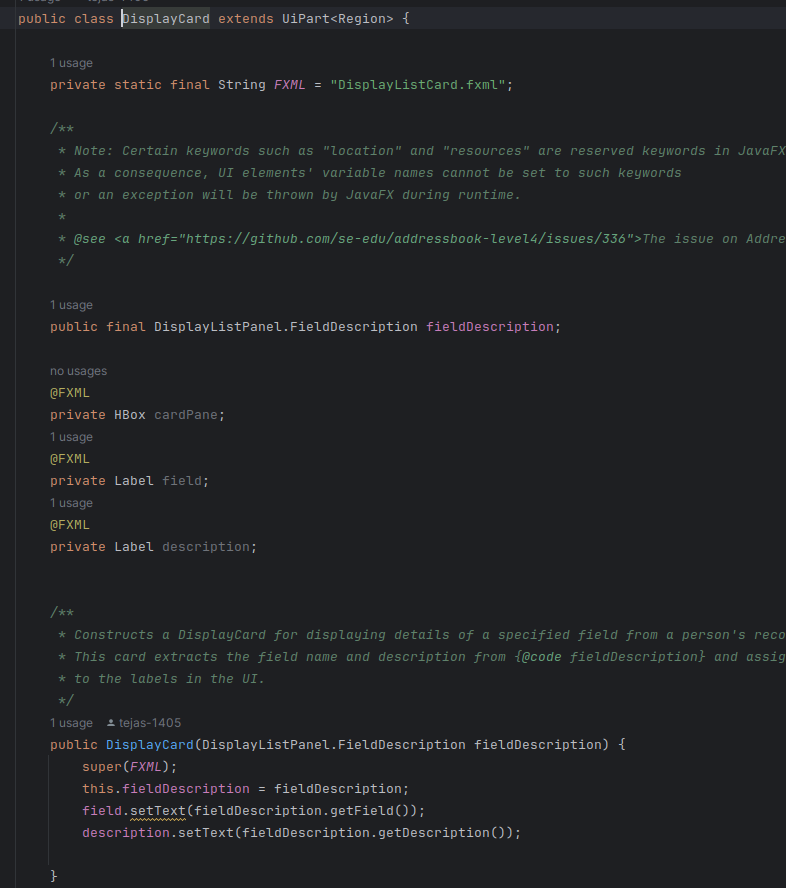 public class DisplayCard extends UiPart<Region> {
1 usage
private static final String FXML = "DisplayListCard.fxml";
/**
* Note: Certain keywords such as "location" and "resources" are reserved keywords in JavaFX
* As a consequence, UI elements' variable names cannot be set to such keywords
* or an exception will be thrown by JavaFX during runtime.
*
* @see <a href="https://github.com/se-edu/addressbook-level4/issues/336">The issue on Addre
*/
1 usage
public final DisplayListPanel.FieldDescription fieldDescription;
no usages
@FXML
private HBox cardPane;
1 usage
@FXML
private Label field;
1 usage
@FXML
private Label description;
/**
* Constructs a DisplayCard for displaying details of a specified field from a person's reco
* This card extracts the field name and description from {@code fieldDescription} and assig
* to the labels in the UI.
*/
1 usage tejas-1405
public DisplayCard(DisplayListPanel.FieldDescription fieldDescription) {
super(FXML);
this.fieldDescription = fieldDescription;
field.setText(fieldDescription.getField());
description.setText(fieldDescription.getDescription());
}